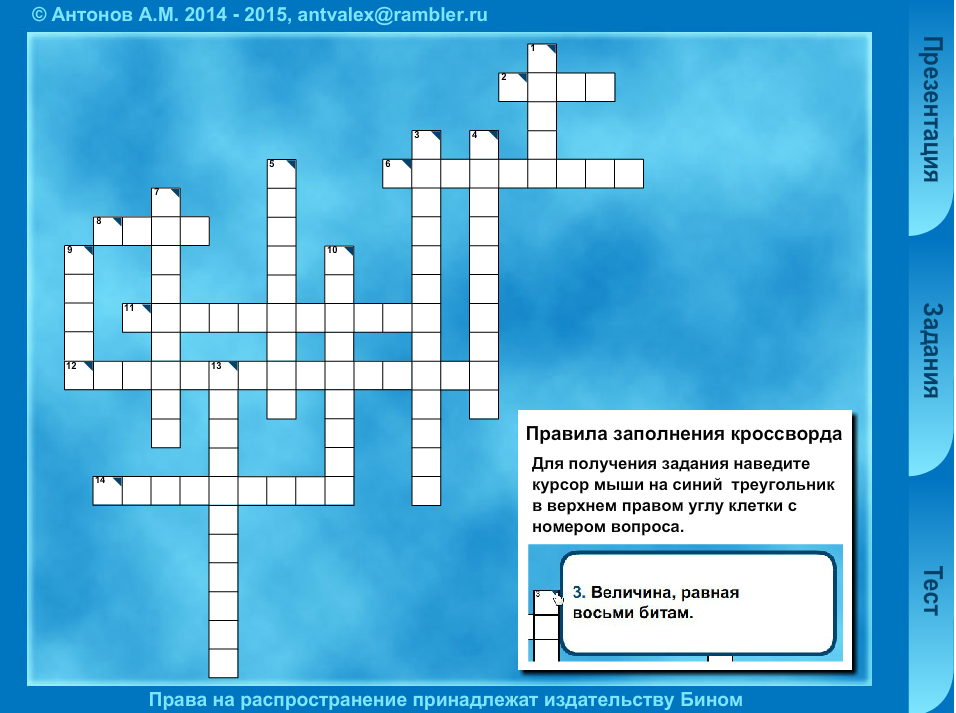 © Антонов А.М. 2014 - 2015, antvalex@rambler.ru
1
2
3
4
5
6
7
8
9
10
11
12
13
14
Правила заполнения кроссворда
Для получения задания наведите
курсор мыши на синий треугольник
в верхнем правом углу клетки с
номером вопроса.
3
3. Величина, равная
восьми битам.
Презентация
Задания
Тест
Права на распространение принадлежат издательству Бином